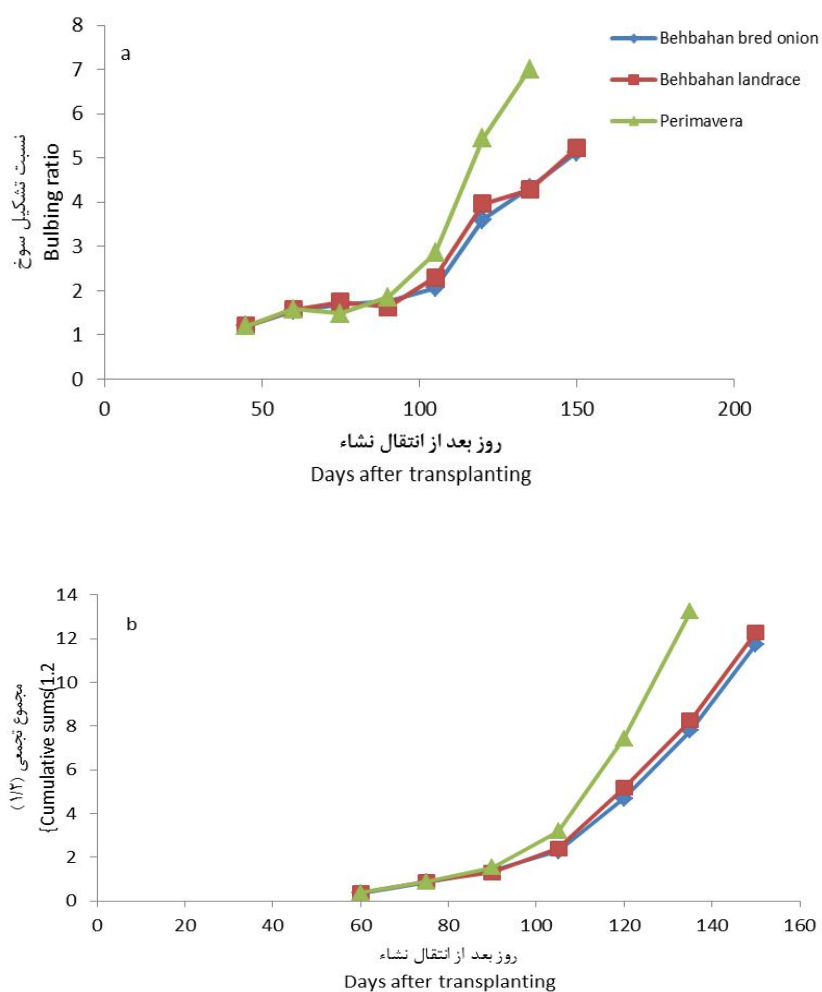 8
7
6
5
4
3
2
1
0
a
نسبت تشکیل سوخ
Bulbing ratio
Behbahan bred onion
Behbahan landrace
Perimavera
0 50 100 150 200
روز بعد از انتقال نشاء
Days after transplanting
14
12
10
8
6
4
2
0
b
مجموع تجمعی (۱/۲)
{Cumulative sums(1.2
0 20 40 60 80 100 120 140 160
روز بعد از انتقال نشاء
Days after transplanting